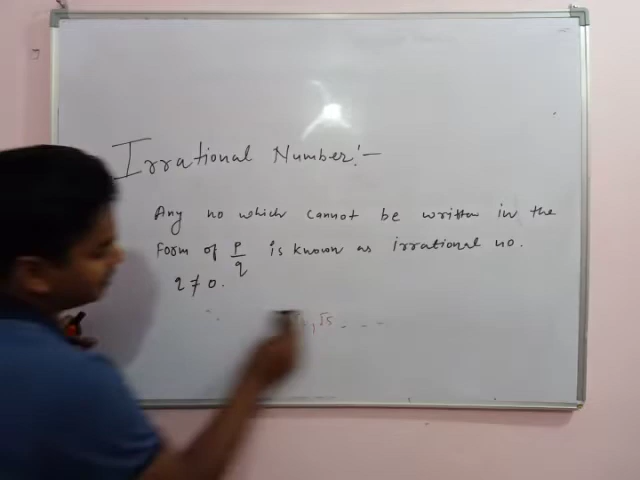 Irrational Number:-
Any no which cannot be written in the
form of p/q is known as irrational no.
q≠0.
, √5 - - -